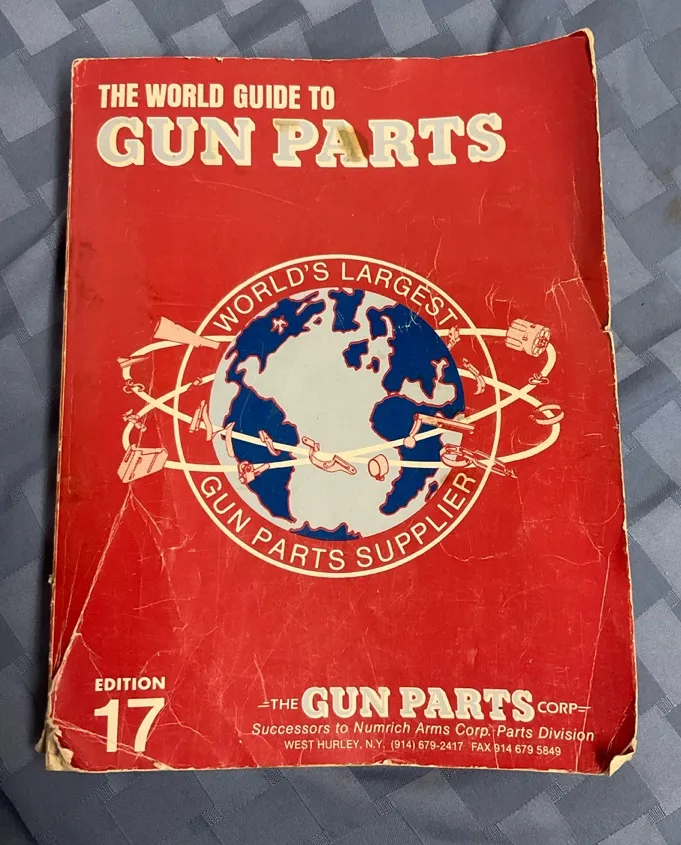 THE WORLD GUIDE TO
GUN PARTS
WORLD'S LARGEST
GUN PARTS SUPPLIER
EDITION
17
THE GUN PARTS CORP
Successors to Numrich Arms Corp. Parts Division
WEST HURLEY, N.Y. (914) 679-2417 FAX 914 679 5849